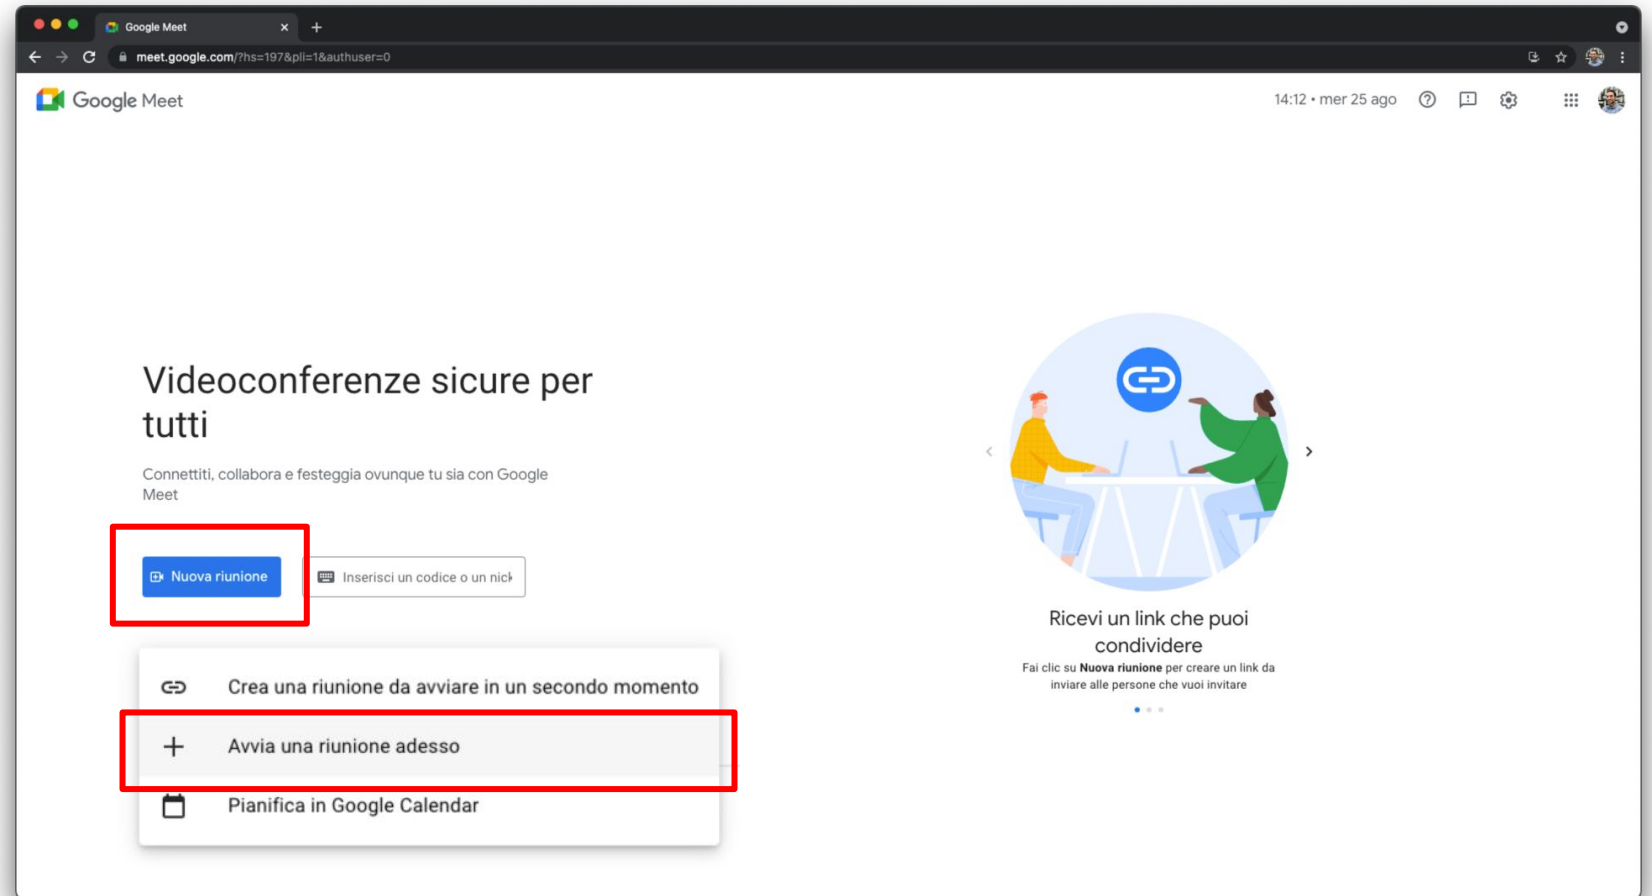 Google Meet
meet.google.com/?hs=197&pli=1&authuser=0
Google Meet
14:12 • mer 25 ago
Videoconferenze sicure per
tutti
Connettiti, collabora e festeggia ovunque tu sia con Google
Meet
Nuova riunione
Inserisci un codice o un nick
Crea una riunione da avviare in un secondo momento
Avvia una riunione adesso
Pianifica in Google Calendar
Ricevi un link che puoi
condividere
Fai clic su Nuova riunione per creare un link da
inviare alle persone che vuoi invitare